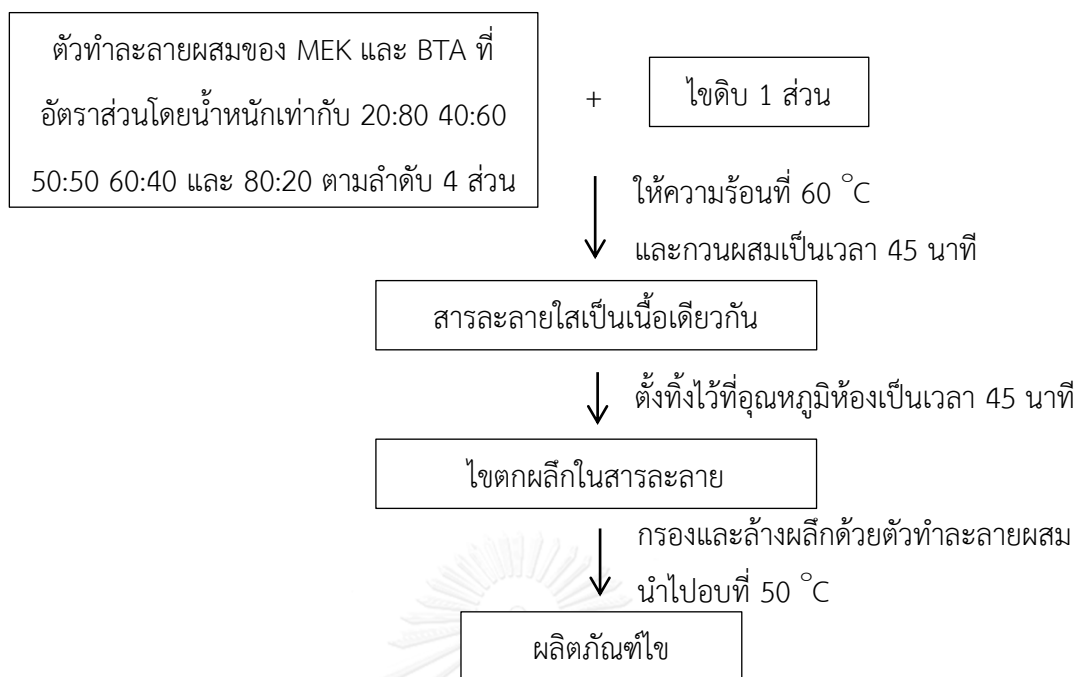 ตัวทำละลายผสมของ MEK และ BTA ที่
อัตราส่วนโดยน้ำหนักเท่ากับ 20:80 40:60
50:50 60:40 และ 80:20 ตามลำดับ 4 ส่วน
+
ไขดิบ 1 ส่วน
ให้ความร้อนที่ 60 °C
และกวนผสมเป็นเวลา 45 นาที
สารละลายใสเป็นเนื้อเดียวกัน
ตั้งทิ้งไว้ที่อุณหภูมิห้องเป็นเวลา 45 นาที
ไขตกผลึกในสารละลาย
กรองและล้างผลึกด้วยตัวทำละลายผสม
นำไปอบที่ 50 °C
ผลิตภัณฑ์ไข